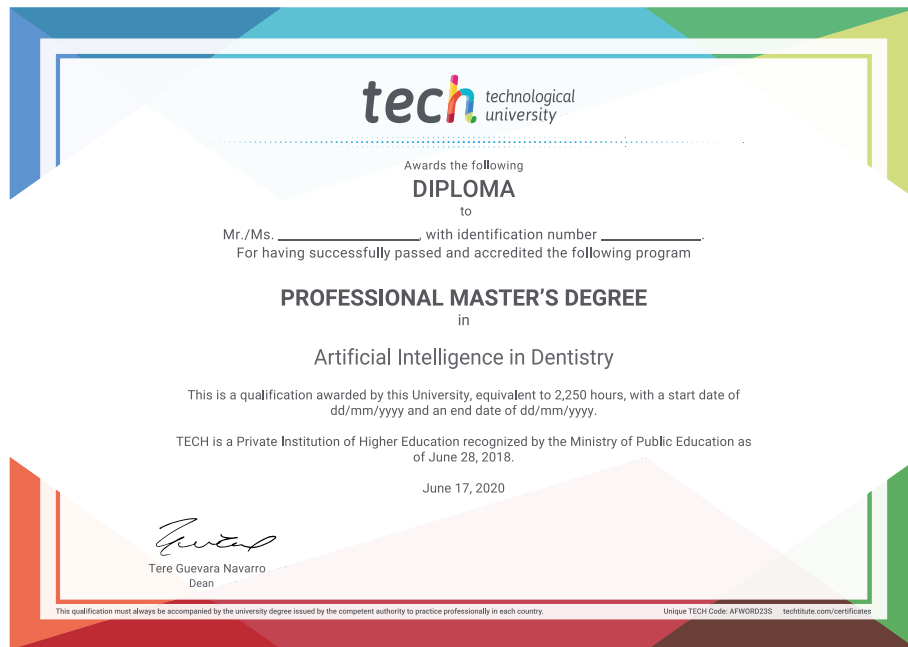 tech technological
university
Awards the following
DIPLOMA
to
Mr./Ms. ____________________, with identification number ______________.
For having successfully passed and accredited the following program
PROFESSIONAL MASTER'S DEGREE
in
Artificial Intelligence in Dentistry
This is a qualification awarded by this University, equivalent to 2,250 hours, with a start date of
dd/mm/yyyy and an end date of dd/mm/yyyy.
TECH is a Private Institution of Higher Education recognized by the Ministry of Public Education as
of June 28, 2018.
June 17, 2020
Tere Guevara Navarro
Dean
This qualification must always be accompanied by the university degree issued by the competent authority to practice professionally in each country. Unique TECH Code: AFWORD23S techtitute.com/certificates